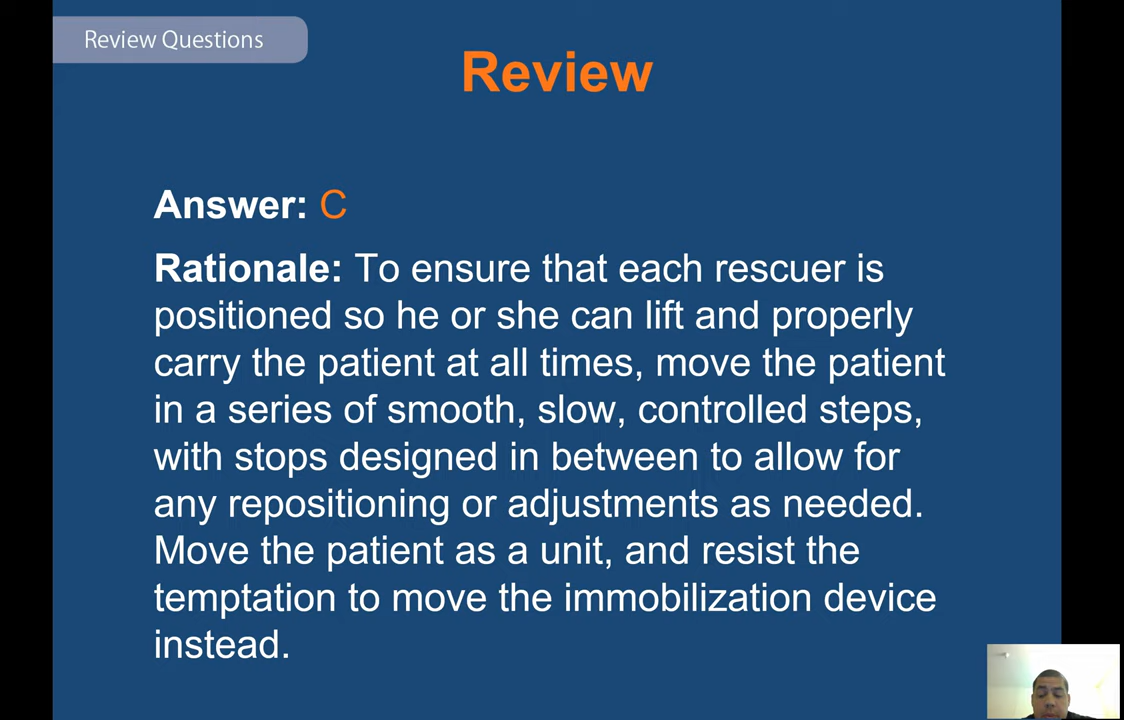 Review Questions
Review
Answer: C
Rationale: To ensure that each rescuer is
positioned so he or she can lift and properly
carry the patient at all times, move the patient
in a series of smooth, slow, controlled steps,
with stops designed in between to allow for
any repositioning or adjustments as needed.
Move the patient as a unit, and resist the
temptation to move the immobilization device
instead.